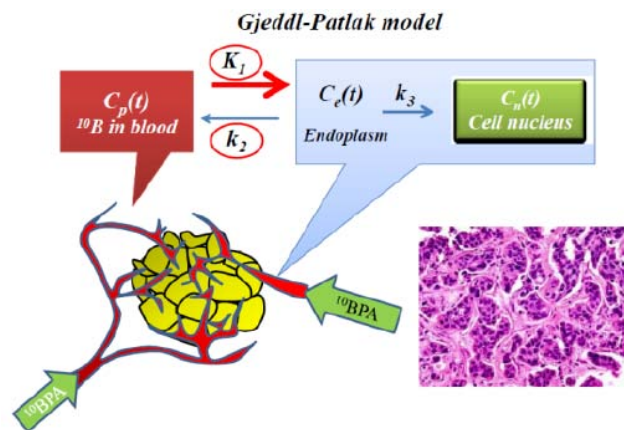 Gjeddl-Patlak model
K₁
Cₚ(t)
¹⁰B in blood
k₂
Cₑ(t)
k₃
Endoplasm
Cₙ(t)
Cell nucleus
¹⁰BPA
¹⁰BPA